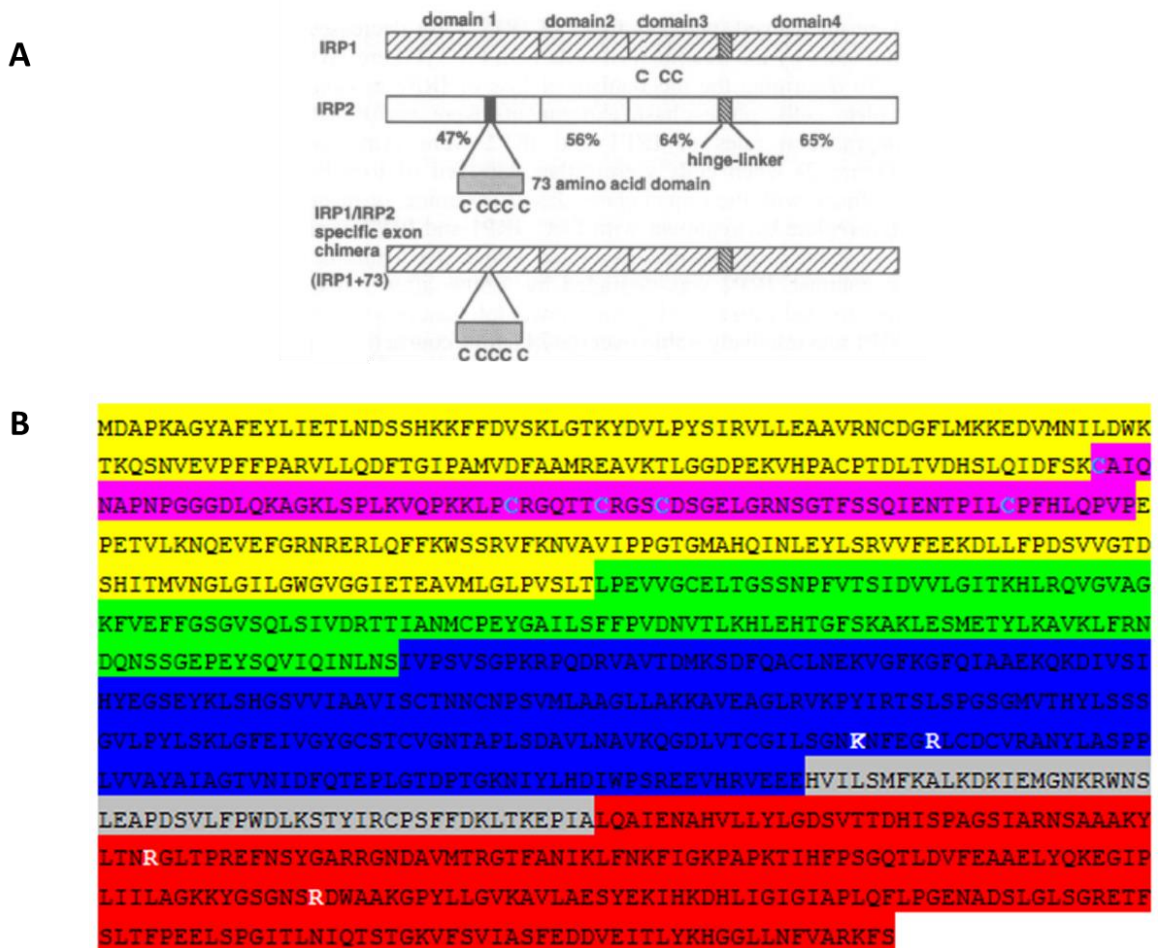 A
domain 1 domain2 domain3 domain4
IRP1
C CC
IRP2
47% 56% 64% 65%
hinge-linker
73 amino acid domain
C CCC C
IRP1/IRP2
specific exon
chimera
(IRP1+73)
C CCC C
B
MDAPKAGYAFEYLIETLNDSSHKKFFDVSKLGTKYDVLPYSIRVLLEAAVRNCDGFLMKKEDVMNILDWK
TKQSNVEVPFFPARVLLQDFTGIPAMVDFAAMREAVKTLGGDPEKVHPACPTDLTVDHSLQIDFSKCAIQ
NAPNPGGGDLQKAGKLSPLKVQPKKLPCRGQTTCRGSCDSGELGRNSGTFSSQIENTPILCPFHLQPVPE
PETVLKNQEVEFGRNRERLQFFKWSSRVFKNVAVIPPGTGMAHQINLEYLSRVVFEEKDLLFPDSVVGTD
SHITMVNGLGILGWGVGGIETEAVMLGLPVSLTLPEVVGCELTGSSNPFVTSIDVVLGITKHLRQVGVAG
KFVEFFGSGVSQLSIVDRTTIANMCPEYGAILSFFPVDNVTLKHLEHTGFSKAKLESMETYLKAVKLFRN
DQNSSGEPEYSQVIQINLNSIVPSVSGPKRPQDRVAVTDMKSDFQACLNEKVGFKGFQIAAEKQKDIVSI
HYEGSEYKLSHGSVVIAAVISCTNNCNPSVMLAAGLLAKKAVEAGLRVKPYIRTSLSPGSGMVTHYLSSS
GVLPYLSKLGFEIVGYGCSTCVGNTAPLSDAVLNAVKQGDLVTCGILSGNKNFEGRLCDCVRANYLASPP
LVVAYAIAGTVNIDFQTEPLGTDPTGKNIYLHDIWPSREEVHRVEEEHVILSMFKALKDKIEMGNKRWNS
LEAPDSVLFPWDLKSTYIRCPSFFDKLTKEPIALQAIENAHVLLYLGDSVTTDHISPAGSIARNSAAAKY
LTNRGLTPREFNSYGARRGNDAVMTRGTFANIKLFNKFIGKPAPKTIHFPSGQTLDVFEAAELYQKEGIP
LIILAGKKYGSGNSRDWAAKGPYLLGVKAVLAESYEKIHKDHLIGIGIAPLQFLPGENADSLGLSGRETF
SLTFPEELSPGITLNIQTSTGKVFSVIASFEDDVEITLYKHGGLLNFVARKFS